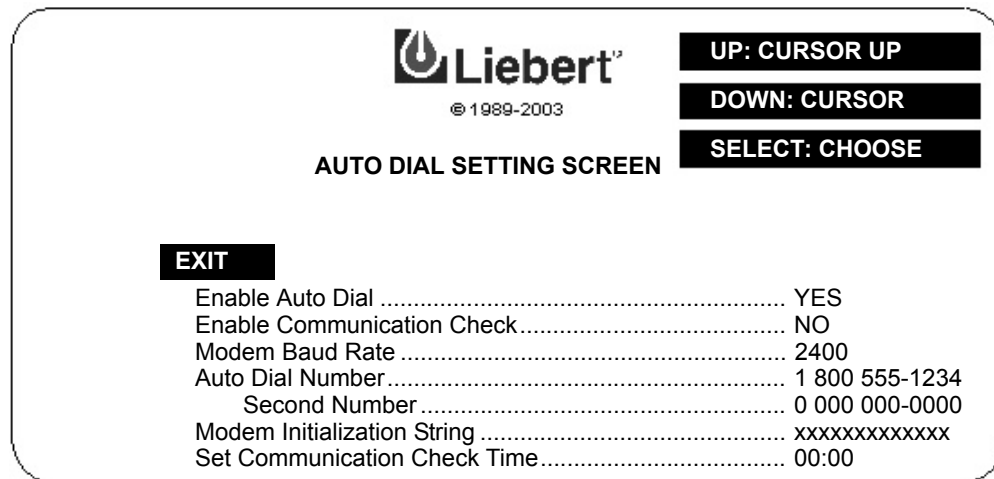 Liebert
UP: CURSOR UP
© 1989-2003
DOWN: CURSOR
SELECT: CHOOSE
AUTO DIAL SETTING SCREEN
EXIT
Enable Auto Dial ............................................................. YES
Enable Communication Check........................................ NO
Modem Baud Rate .......................................................... 2400
Auto Dial Number............................................................ 1 800 555-1234
Second Number....................................................... 0 000 000-0000
Modem Initialization String .............................................. xxxxxxxxxxxxx
Set Communication Check Time..................................... 00:00